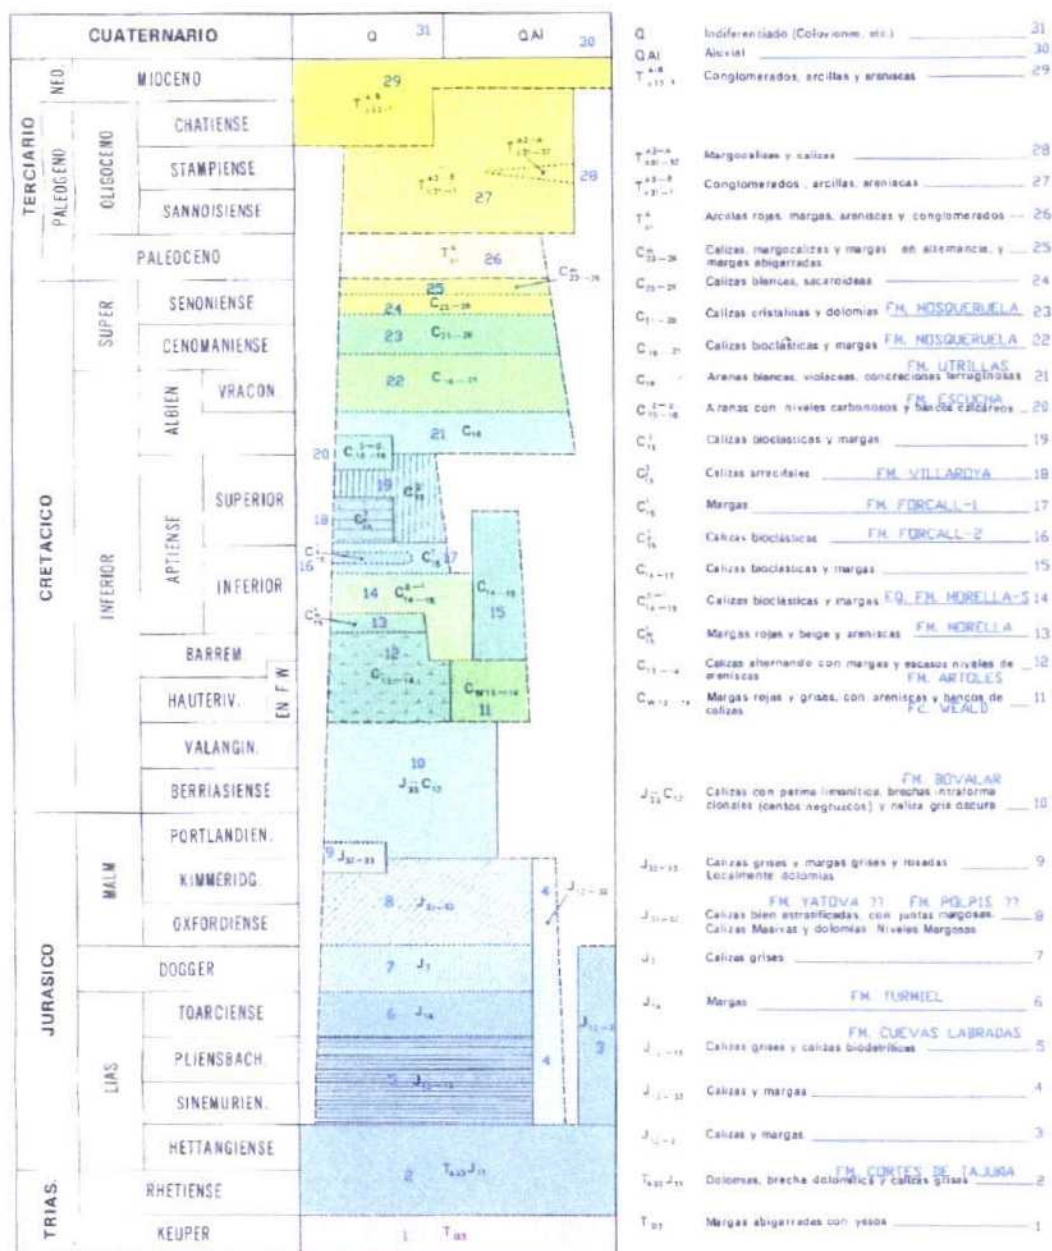 CUATERNARIO
Q 31
Q Al 30
TERCIARIO
NEO.
MIOCENO
PALEOGENO
OLIGOCENO
CHATIENSE
STAMPIENSE
SANNOISIENSE
PALEOCENO
CRETACICO
SUPER
SENONIENSE
CENOMANIENSE
INFERIOR
ALBIEN
VRACON.
APTIENSE
SUPERIOR
INFERIOR
BARREM.
HAUTERIV.
EN F W
VALANGIN.
BERRIASIENSE
JURASICO
MALM
PORTLANDIEN.
KIMMERIDG.
OXFORDIENSE
DOGGER
LIAS
TOARCIENSE
PLIENSBACH.
SINEMURIEN.
HETTANGIENSE
TRIAS.
RHETIENSE
KEUPER
29
28
27
26
25
24
23
22
21
20
19
18
17
16
15
14
13
12
11
10
9
8
7
6
5
4
4
3
2
1
Q Indiferenciado (Coluviones, etc.) 31
Q Al Aluvial 30
Conglomerados, arcillas y areniscas 29
Margocalizas y calizas 28
Conglomerados, arcillas, areniscas 27
Arcillas rojas, margas, areniscas y conglomerados 26
Calizas, margocalizas y margas en alternancia, y 25
margas abigarradas
Calizas blancas, sacaroideas 24
Calizas cristalinas y dolomias FM. MOSQUERUELA 23
Calizas bioclásticas y margas FM. MOSQUERUELA 22
FM. UTRILLAS
Arenas blancas, violaceas, concreciones ferruginosas 21
FM. ESCUCHA
Arenas con niveles carbonosos y bancos calcáreos 20
Calizas bioclásticas y margas 19
Calizas arrecifales FM. VILLAROYA 18
Margas FM. FORCALL-1 17
Calizas bioclásticas FM. FORCALL-2 16
Calizas bioclásticas y margas 15
Calizas bioclásticas y margas EQ. FM. MORELLA-S 14
Margas rojas y beige y areniscas FM. MORELLA 13
Calizas alternando con margas y escasos niveles de 12
areniscas FM. ARTOLES
Margas rojas y grises, con areniscas y bancos de 11
calizas FC. WEALD
FM. BOVALAR
Calizas con patina limonítica, brechas intraforma
cionales (cantos negruzcos) y caliza gris oscura 10
Calizas grises y margas grises y rosadas 9
Localmente dolomias
FM. YATOVA ?? FM. POLPIS ??
Calizas bien estratificadas, con juntas margosas. 8
Calizas Masivas y dolomías Niveles Margosos
Calizas grises 7
Margas FM. TURMIEL 6
FM. CUEVAS LABRADAS
Calizas grises y calizas biodetríticas 5
Calizas y margas 4
Calizas y margas 3
FM. CORTES DE TAJUÑA
Dolomias, brecha dolomítica y calizas grises 2
Margas abigarradas con yesos 1